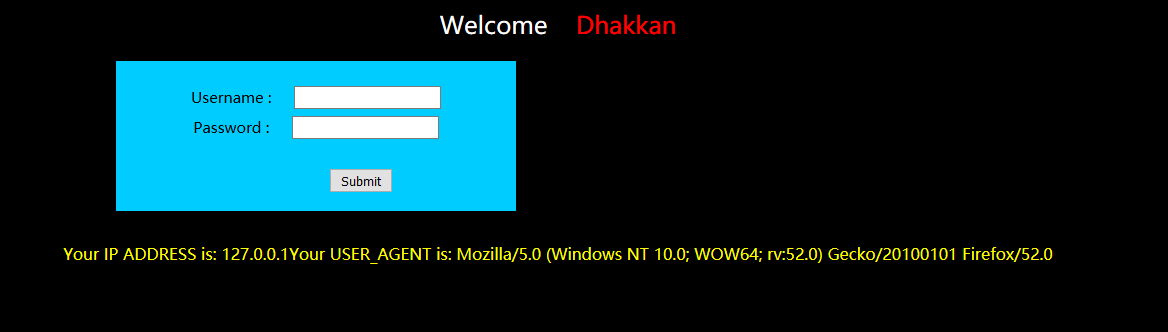 Welcome Dhakkan
Username :
Password :
Submit
Your IP ADDRESS is: 127.0.0.1Your USER_AGENT is: Mozilla/5.0 (Windows NT 10.0; WOW64; rv:52.0) Gecko/20100101 Firefox/52.0